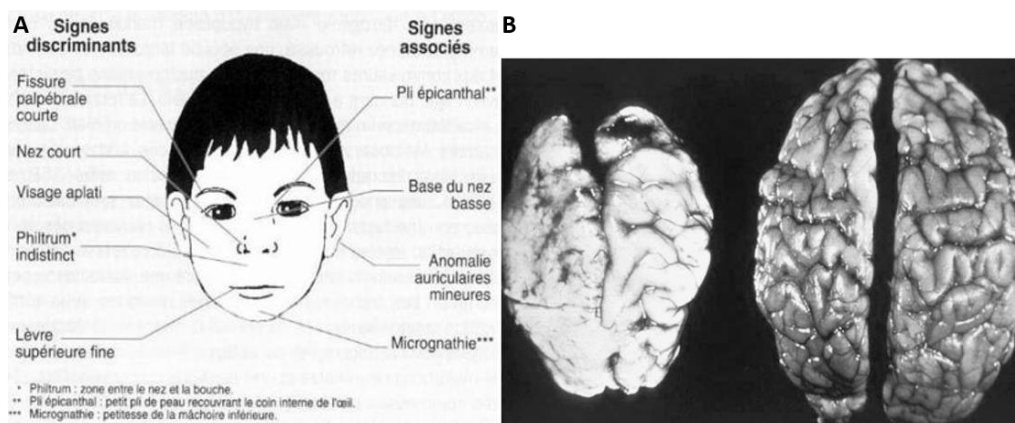 A
B
Signes
discriminants
Signes
associés
Fissure
palpébrale
courte
Nez court
Visage aplati
Philtrum*
indistinct
Lèvre
supérieure fine
Pli épicanthal**
Base du nez
basse
Anomalie
auriculaires
mineures
Micrognathie***
* Philtrum : zone entre le nez et la bouche.
** Pli épicanthal : petit pli de peau recouvrant le coin interne de l'œil.
*** Micrognathie : petitesse de la mâchoire inférieure.